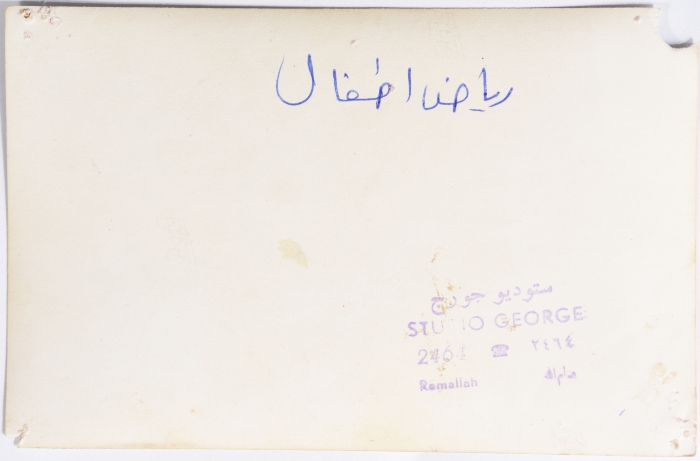 رياض اطفال
ستوديو جورج
STUDIO GEORGE
2464 ☎ ٢٤٦٤
Ramallah رام الله